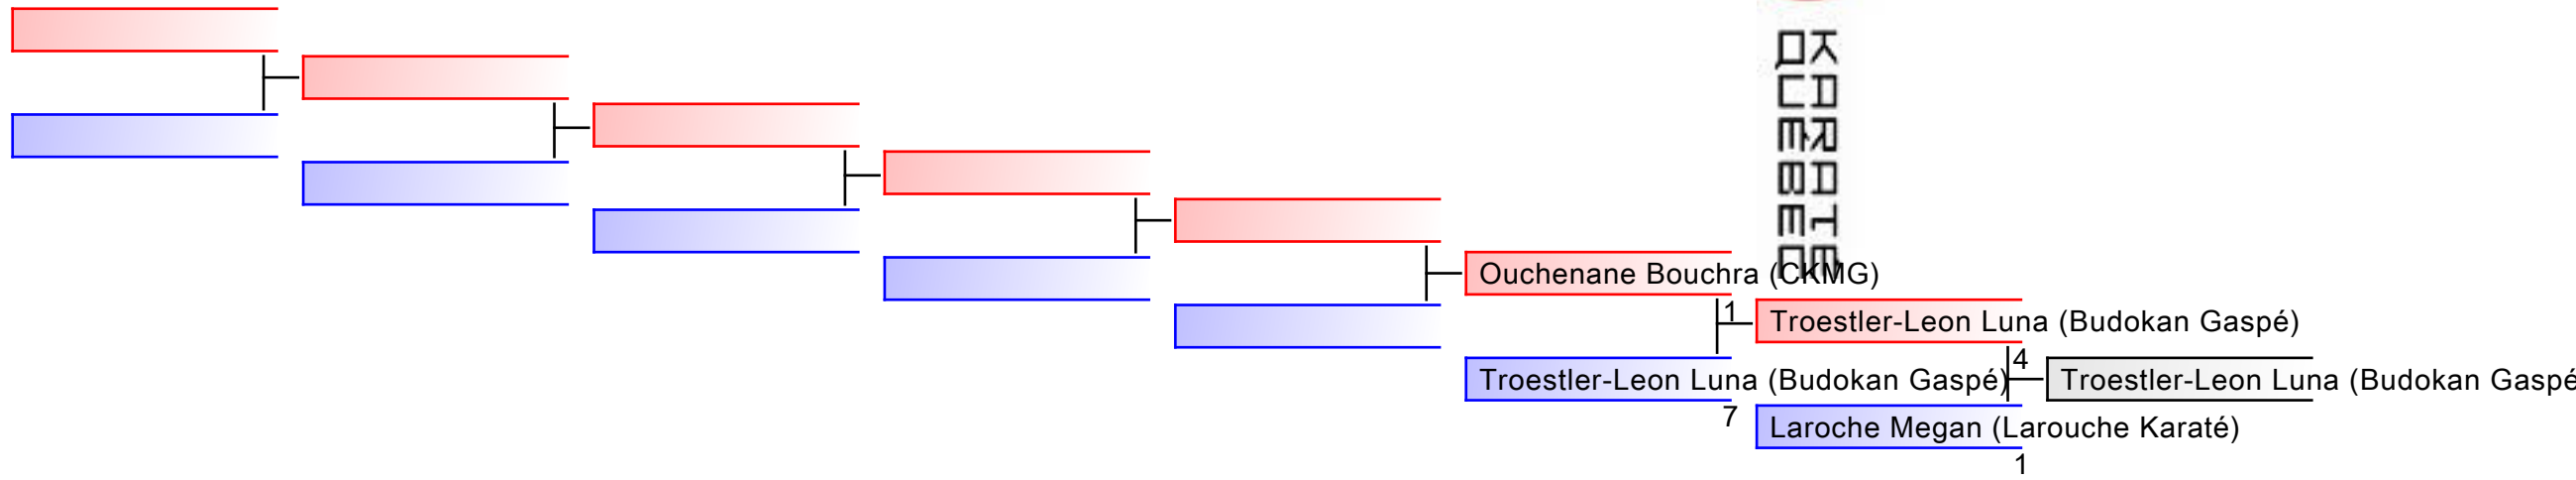 KARATE
QUÉBEC
Ouchenane Bouchra (CKMG)
1
Troestler-Leon Luna (Budokan Gaspé)
4
Troestler-Leon Luna (Budokan Gaspé)
Troestler-Leon Luna (Budokan Gaspé
7
Laroche Megan (Larouche Karaté)
1